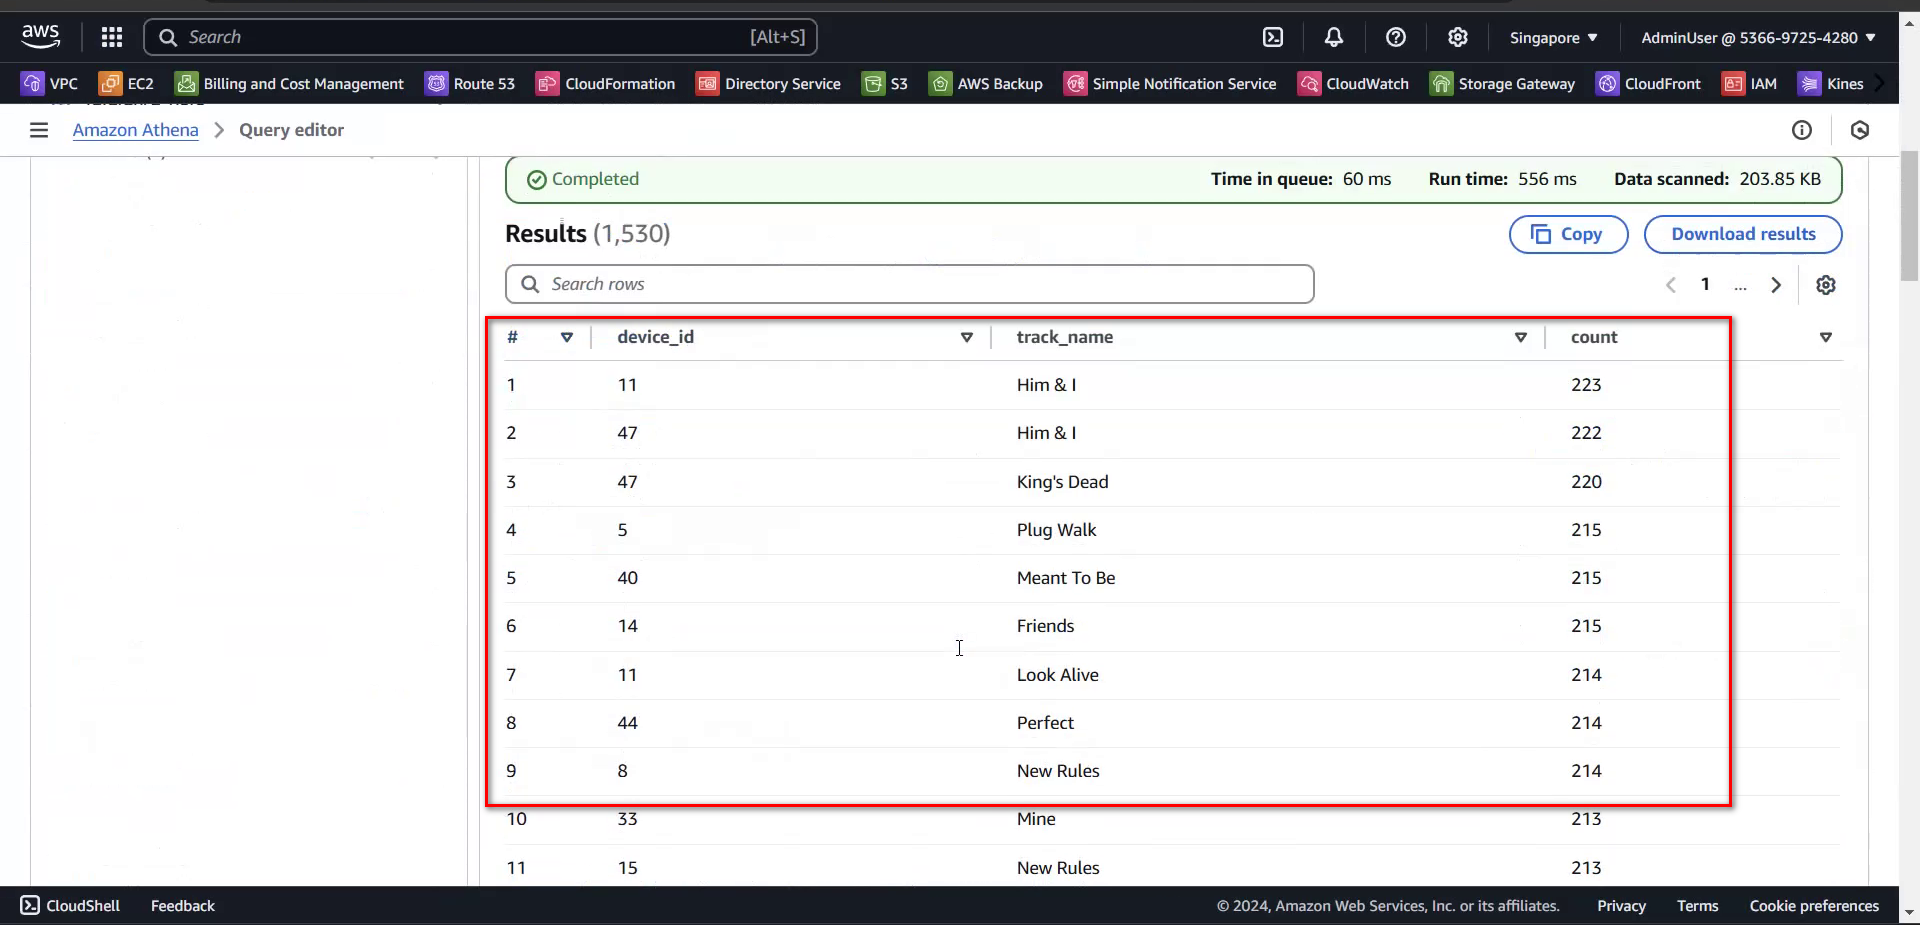 aws Search [Alt+S] Singapore AdminUser @ 5366-9725-4280
VPC EC2 Billing and Cost Management Route 53 CloudFormation Directory Service S3 AWS Backup Simple Notification Service CloudWatch Storage Gateway CloudFront IAM Kines
Amazon Athena Query editor
Completed Time in queue: 60 ms Run time: 556 ms Data scanned: 203.85 KB
Results (1,530) Copy Download results
Search rows 1 ...
# device_id track_name count
1 11 Him & I 223
2 47 Him & I 222
3 47 King's Dead 220
4 5 Plug Walk 215
5 40 Meant To Be 215
6 14 Friends 215
7 11 Look Alive 214
8 44 Perfect 214
9 8 New Rules 214
10 33 Mine 213
11 15 New Rules 213
CloudShell Feedback © 2024, Amazon Web Services, Inc. or its affiliates. Privacy Terms Cookie preferences